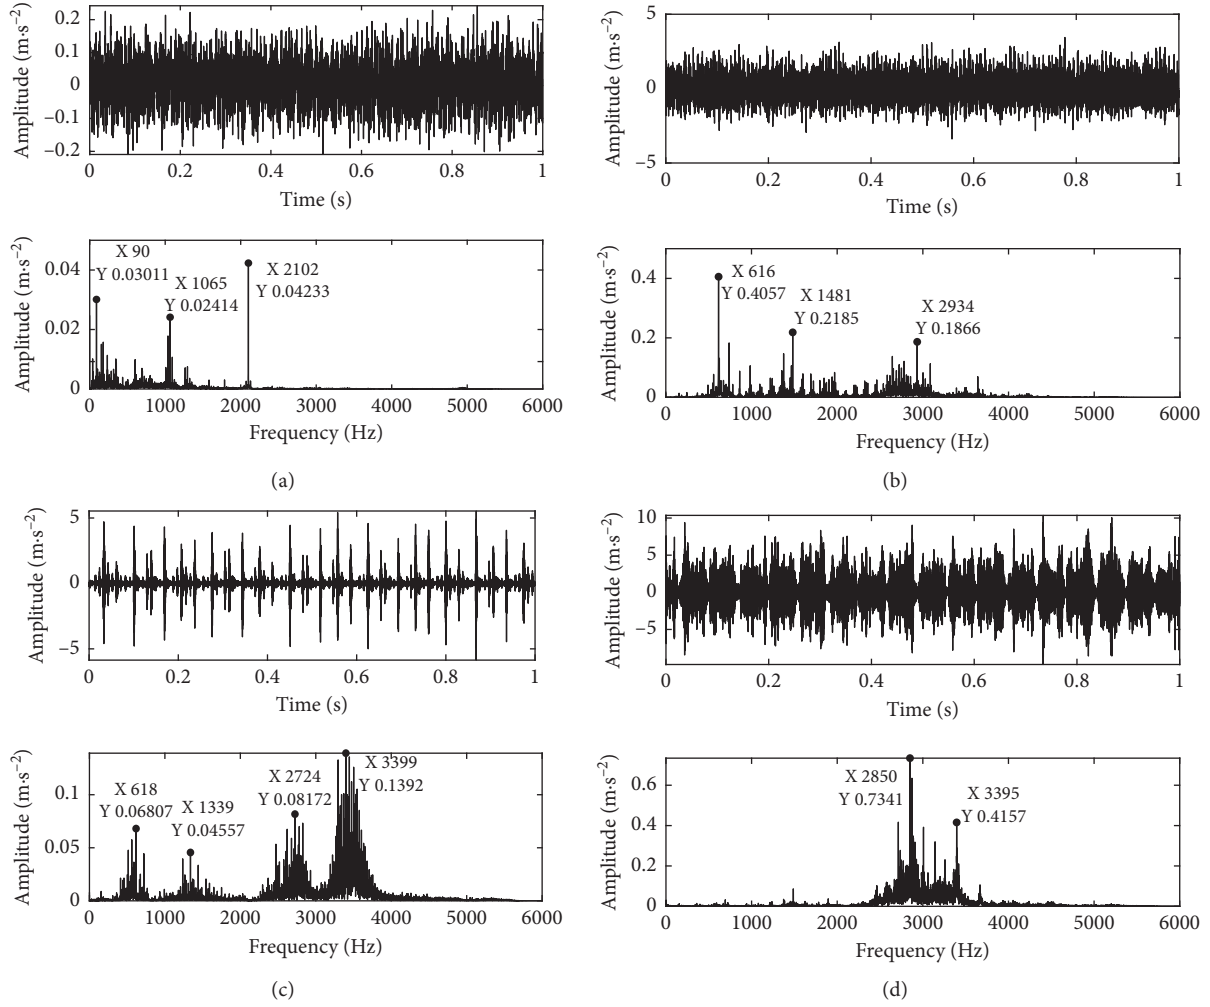 Amplitude (m·s−2)
0.2
0.1
0
−0.1
−0.2
0 0.2 0.4 0.6 0.8 1
Time (s)
Amplitude (m·s−2)
0.04
0.02
0
X 90
Y 0.03011
X 1065
Y 0.02414
X 2102
Y 0.04233
0 1000 2000 3000 4000 5000 6000
Frequency (Hz)
(a)
Amplitude (m·s−2)
5
0
−5
0 0.2 0.4 0.6 0.8 1
Time (s)
Amplitude (m·s−2)
0.4
0.2
0
X 616
Y 0.4057
X 1481
Y 0.2185
X 2934
Y 0.1866
0 1000 2000 3000 4000 5000 6000
Frequency (Hz)
(b)
Amplitude (m·s−2)
5
0
−5
0 0.2 0.4 0.6 0.8 1
Time (s)
Amplitude (m·s−2)
0.1
0.05
0
X 618
Y 0.06807
X 1339
Y 0.04557
X 2724
Y 0.08172
X 3399
Y 0.1392
0 1000 2000 3000 4000 5000 6000
Frequency (Hz)
(c)
Amplitude (m·s−2)
10
5
0
−5
0 0.2 0.4 0.6 0.8 1
Time (s)
Amplitude (m·s−2)
0.6
0.4
0.2
0
X 2850
Y 0.7341
X 3395
Y 0.4157
0 1000 2000 3000 4000 5000 6000
Frequency (Hz)
(d)